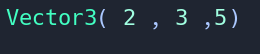 Vector3( 2 , 3 ,5)